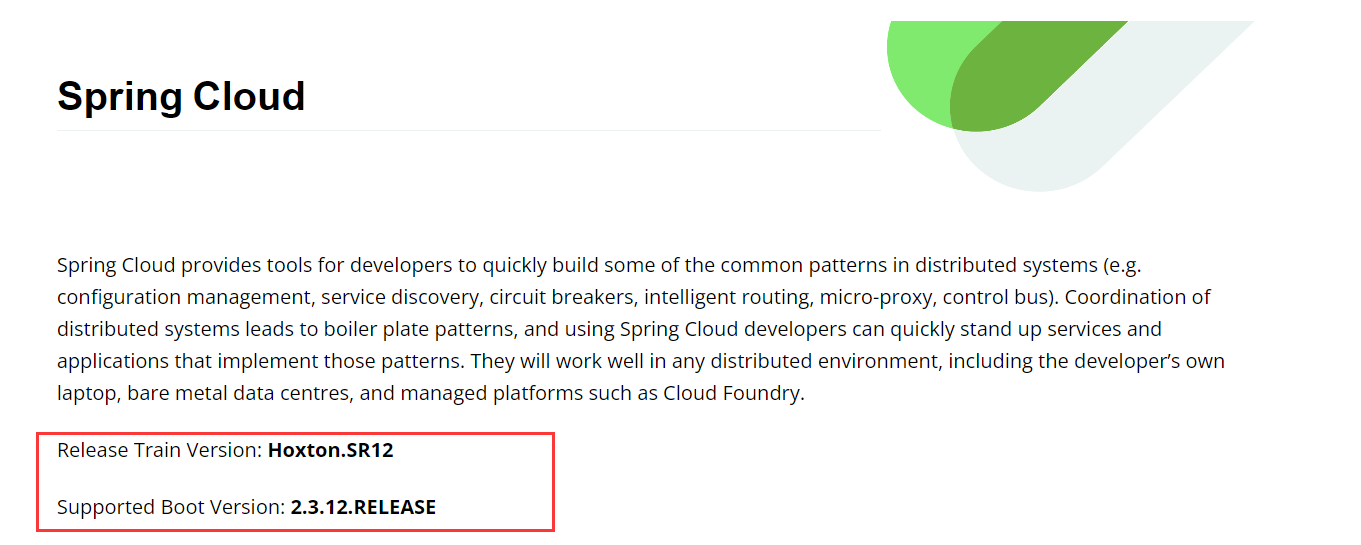 Spring Cloud
Spring Cloud provides tools for developers to quickly build some of the common patterns in distributed systems (e.g.
configuration management, service discovery, circuit breakers, intelligent routing, micro-proxy, control bus). Coordination of
distributed systems leads to boiler plate patterns, and using Spring Cloud developers can quickly stand up services and
applications that implement those patterns. They will work well in any distributed environment, including the developer’s own
laptop, bare metal data centres, and managed platforms such as Cloud Foundry.
Release Train Version: Hoxton.SR12
Supported Boot Version: 2.3.12.RELEASE